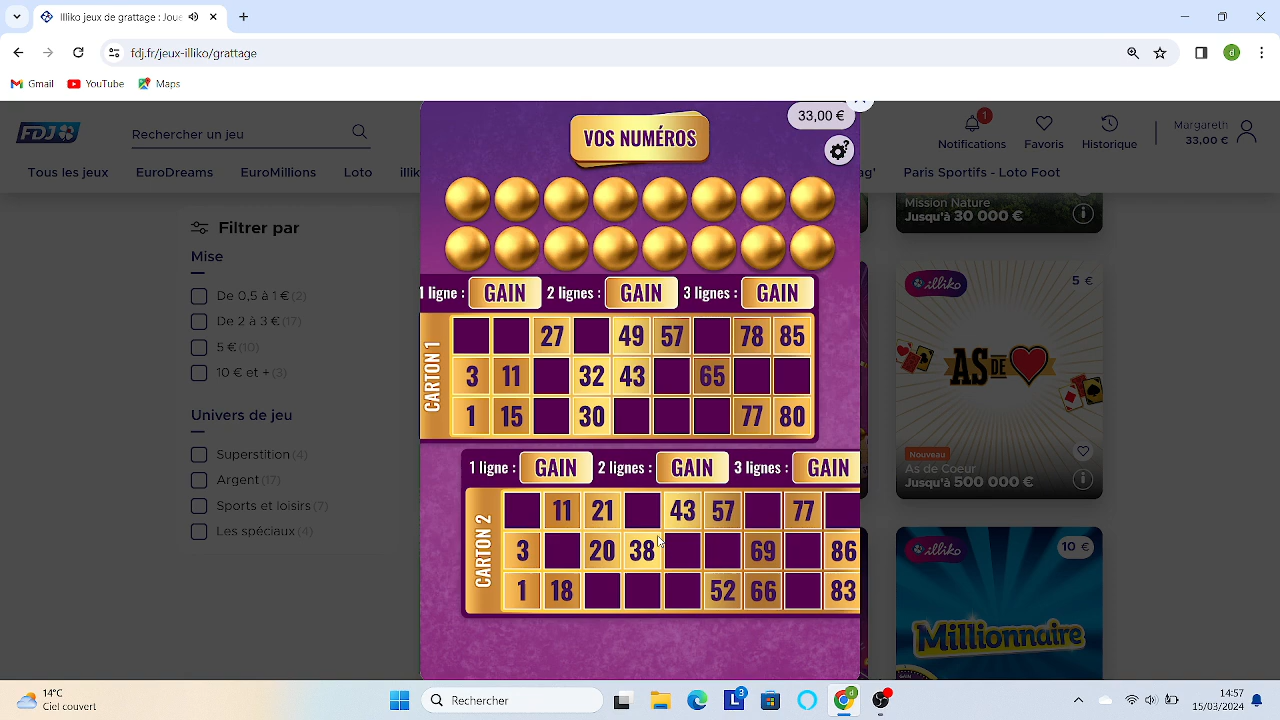 Illiko jeux de grattage : jou
fdj.fr/jeux-illiko/grattage
d
Gmail
YouTube
Maps
FDJ
Rechercher un jeu
VOS NUMÉROS
33,00 €
1
Notifications
Favoris
Historique
Margareth
33,00 €
Tous les jeux
EuroDreams
EuroMillions
Loto
Paris Sportifs - Loto Foot
Filtrer par
Mise
De 0,5 à 1 € (2)
De 2 à 3 € (17)
5 € (10)
10 € et + (3)
Univers de jeu
Superstition (4)
Argent (17)
Sports et loisirs (7)
Les spéciaux (4)
1 ligne : GAIN 2 lignes : GAIN 3 lignes : GAIN
CARTON 1
27 49 57 78 85
3 11 32 43 65
1 15 30 77 80
1 ligne : GAIN 2 lignes : GAIN 3 lignes : GAIN
CARTON 2
11 21 43 57 77
3 20 38 69 86
1 18 52 66 83
Mission Nature
Jusqu'à 30 000 €
illiko
5 €
AS DE
Nouveau
As de Coeur
Jusqu'à 500 000 €
illiko
10 €
Millionnaire
14°C
Ciel couvert
Rechercher
L
3
d
14:57
15/03/2024